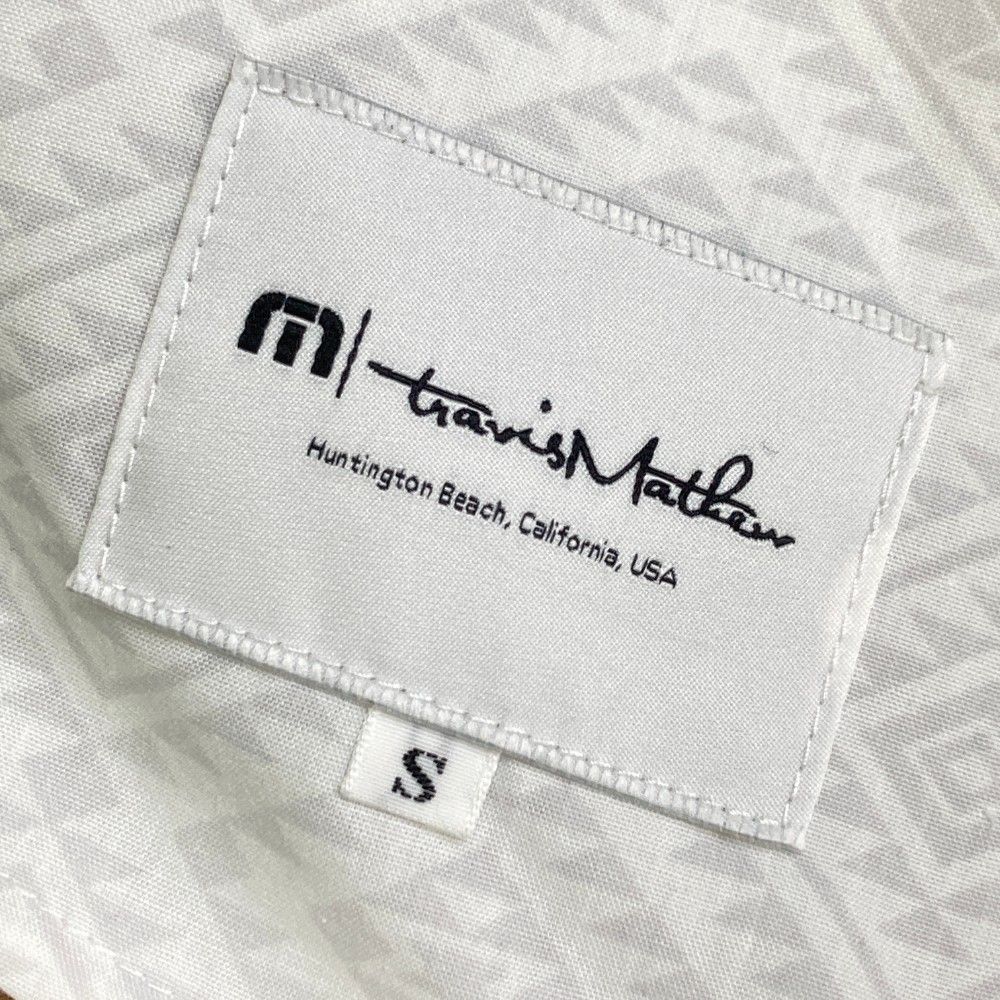 travisMathew
Huntington Beach, California, USA
S